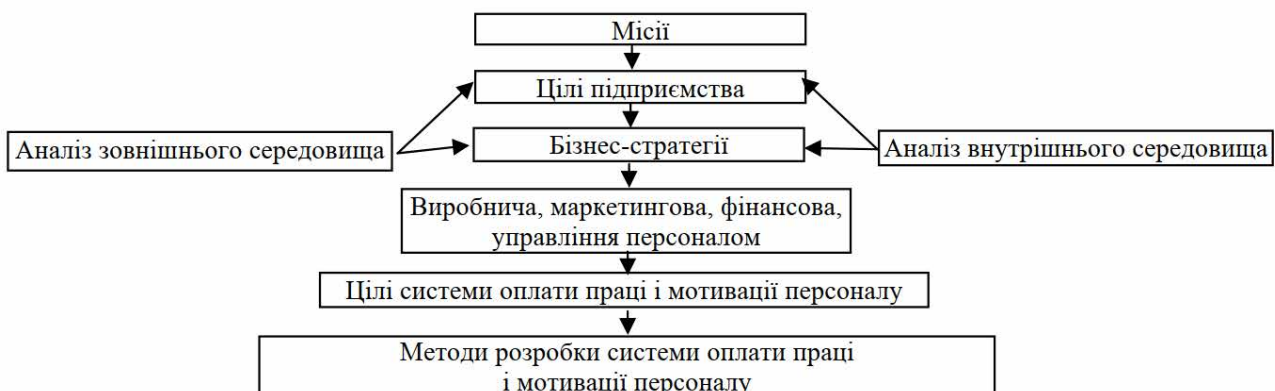 Місії
Цілі підприємства
Бізнес-стратегії
Аналіз зовнішнього середовища
Аналіз внутрішнього середовища
Виробнича, маркетингова, фінансова,
управління персоналом
Цілі системи оплати праці і мотивації персоналу
Методи розробки системи оплати праці
і мотивації персоналу